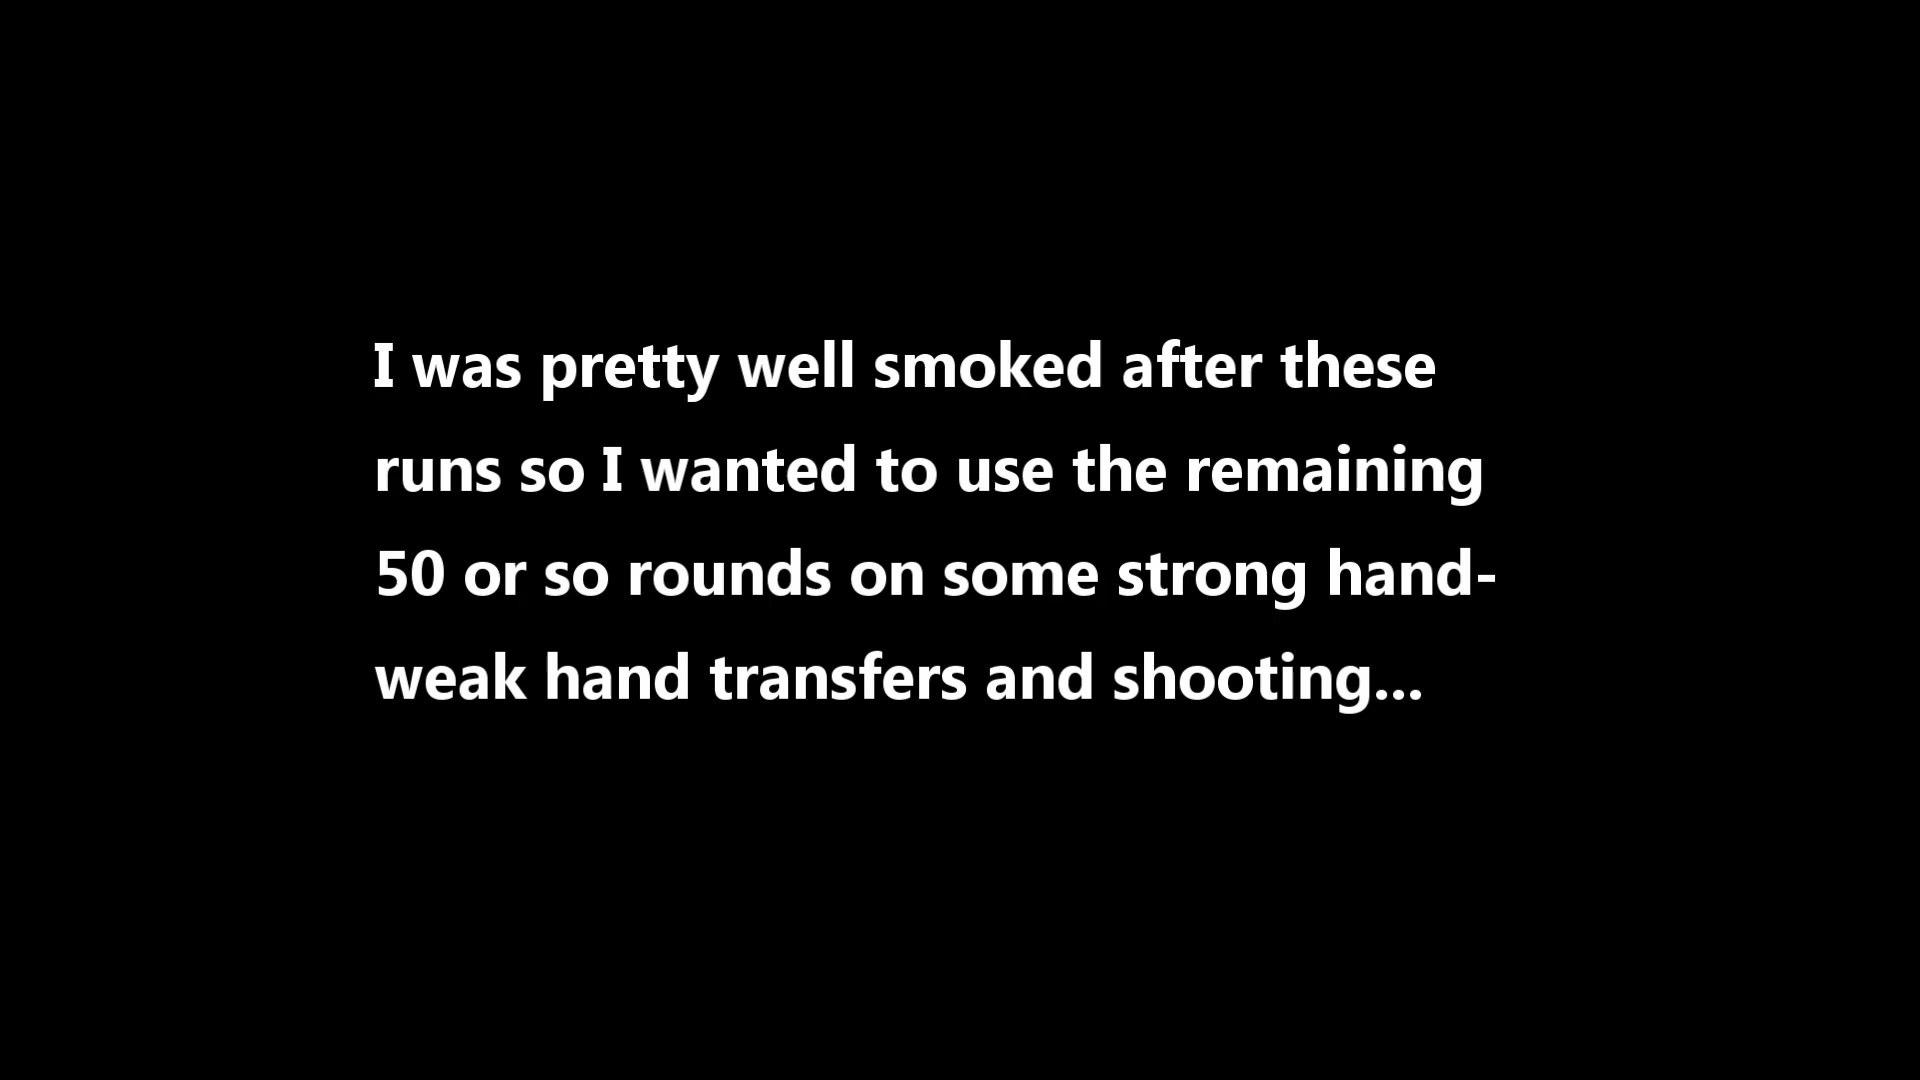 I was pretty well smoked after these
runs so I wanted to use the remaining
50 or so rounds on some strong hand-
weak hand transfers and shooting...